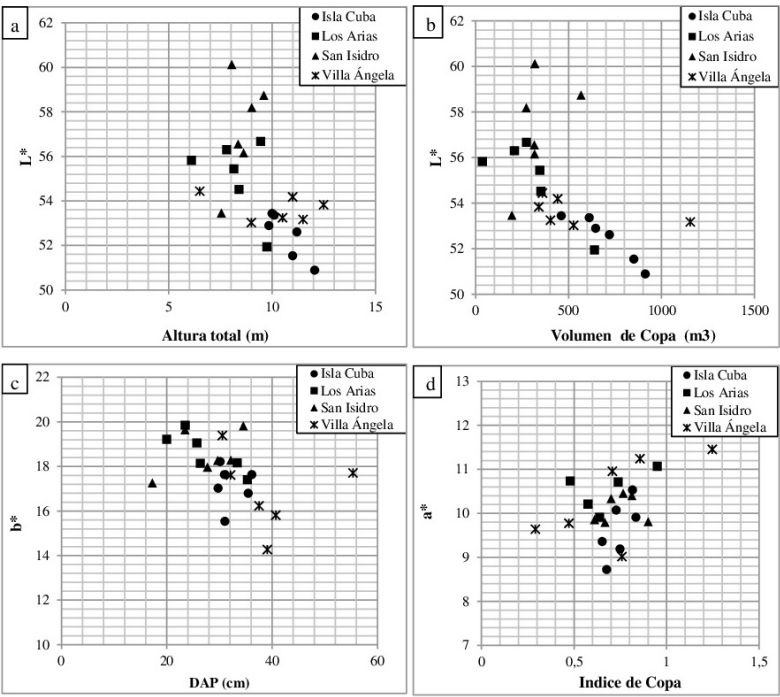 a
62
60
58
56
54
52
50
L*
0
5
10
15
Altura total (m)
Isla Cuba
Los Arias
San Isidro
Villa Ángela
b
62
60
58
56
54
52
50
L*
0
500
1000
1500
Volumen de Copa (m3)
Isla Cuba
Los Arias
San Isidro
Villa Ángela
c
22
20
18
16
14
12
10
b*
0
20
40
60
DAP (cm)
Isla Cuba
Los Arias
San Isidro
Villa Ángela
d
13
12
11
10
9
8
7
a*
0
0,5
1
1,5
Indice de Copa
Isla Cuba
Los Arias
San Isidro
Villa Ángela